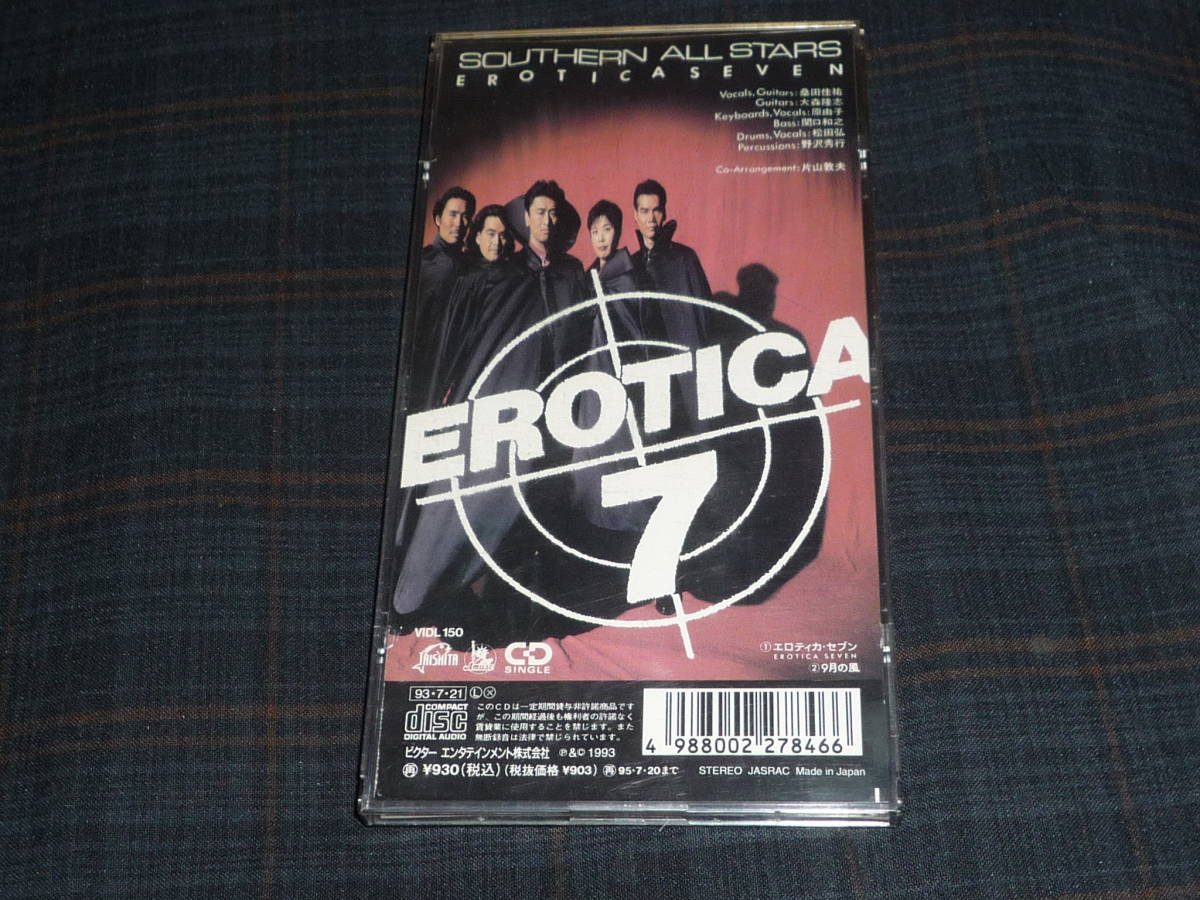 SOUTHERN ALL STARS
EROTICA SEVEN
Vocals, Guitars: 桑田佳祐
Guitars: 大森隆志
Keyboards, Vocals: 原由子
Bass: 関口和之
Drums, Vocals: 松田弘
Percussions: 野沢秀行
Co-Arrangement: 片山敦夫
EROTICA
7
VIDL 150
TAISHITA
CD
SINGLE
①エロティカ・セブン
EROTICA SEVEN
②9月の風
93・7・21 Ⓛ ⓧ
COMPACT
disc
DIGITAL AUDIO
このCDは一定期間貸与非許諾商品です
が、この期間経過後も権利者の許諾なく
賃貸業に使用することを禁じます。また
無断録音は法律で禁じられています。
ビクター エンタテインメント株式会社 ℗&© 1993
㊢ ¥930(税込)(税抜価格 ¥903) ㊢ 95・7・20まで
4 988002 278466
STEREO JASRAC Made in Japan